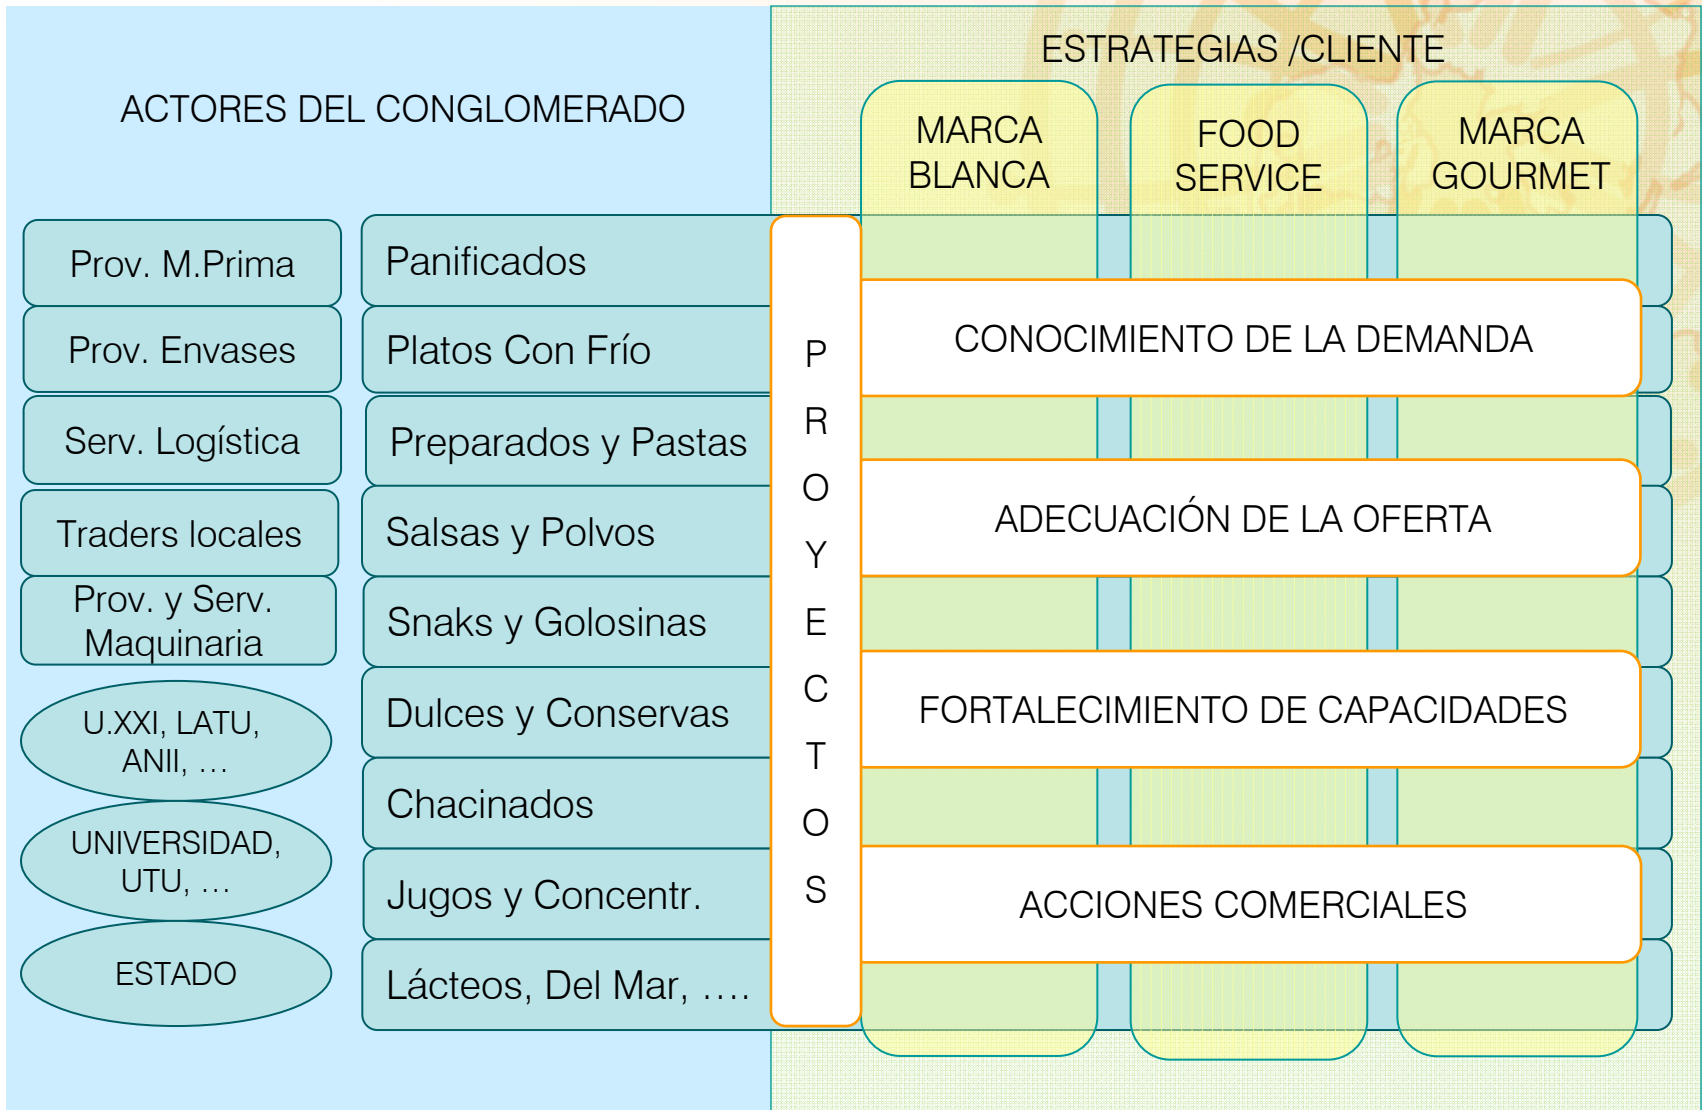 ACTORES DEL CONGLOMERADO
ESTRATEGIAS /CLIENTE
MARCA
BLANCA
FOOD
SERVICE
MARCA
GOURMET
Prov. M.Prima
Prov. Envases
Serv. Logística
Traders locales
Prov. y Serv.
Maquinaria
U.XXI, LATU,
ANII, …
UNIVERSIDAD,
UTU, …
ESTADO
Panificados
Platos Con Frío
Preparados y Pastas
Salsas y Polvos
Snaks y Golosinas
Dulces y Conservas
Chacinados
Jugos y Concentr.
Lácteos, Del Mar, ….
P
R
O
Y
E
C
T
O
S
CONOCIMIENTO DE LA DEMANDA
ADECUACIÓN DE LA OFERTA
FORTALECIMIENTO DE CAPACIDADES
ACCIONES COMERCIALES